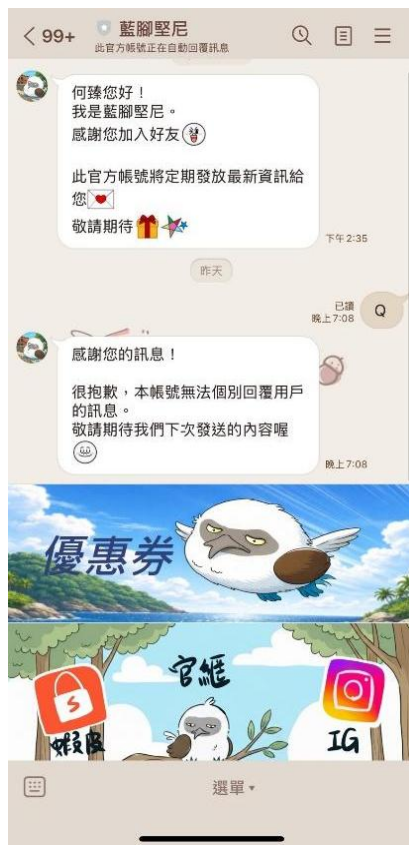 99+
藍腳堅尼
此官方帳號正在自動回覆訊息
何臻您好！
我是藍腳堅尼。
感謝您加入好友
此官方帳號將定期發放最新資訊給
您
敬請期待
下午 2:35
昨天
已讀
晚上 7:08
Q
感謝您的訊息！
很抱歉，本帳號無法個別回覆用戶
的訊息。
敬請期待我們下次發送的內容喔
晚上 7:08
優惠券
官網
S
蝦皮
IG
選單